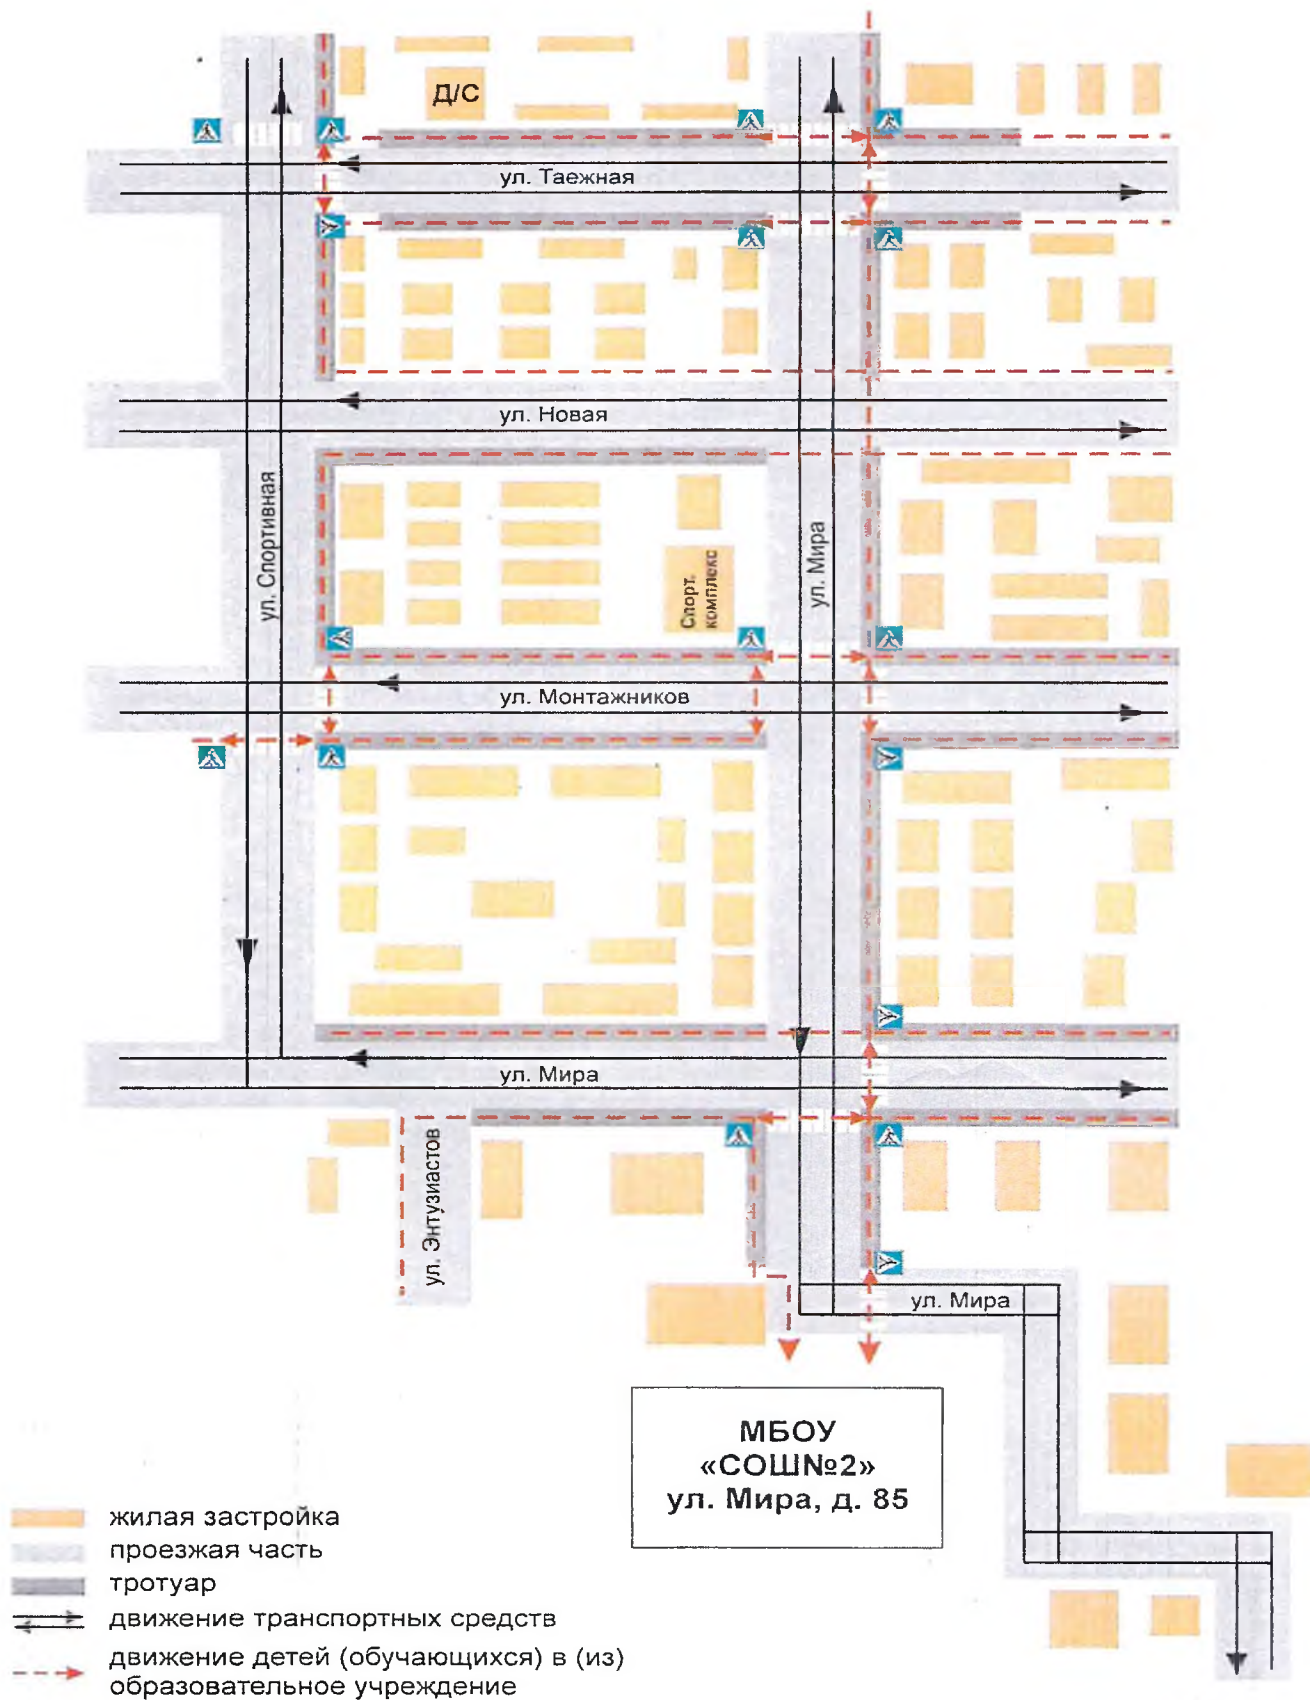 Д/С
ул. Таежная
ул. Новая
ул. Спортивная
ул. Мира
Спорт.
комплекс
ул. Монтажников
ул. Мира
ул. Энтузиастов
ул. Мира
МБОУ
«СОШ№2»
ул. Мира, д. 85
жилая застройка
проезжая часть
тротуар
движение транспортных средств
движение детей (обучающихся) в (из)
образовательное учреждение